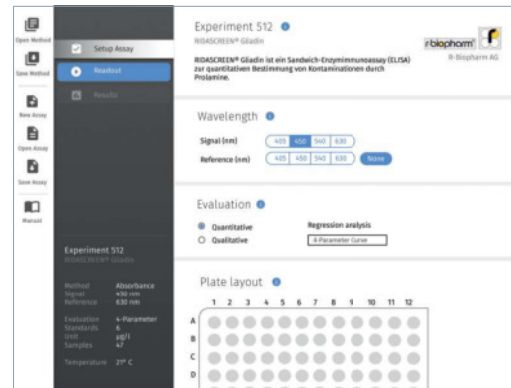 Open Method
Save Method
New Assay
Open Assay
Save Assay
Manual
Setup Assay
Readout
Results
Experiment 512
RIDASCREEN® Gliadin
Method Absorbance
Signal 450 nm
Reference 630 nm
Evaluation 4-Parameter
Standards 6
Unit µg/l
Samples 47
Temperature 21° C
Experiment 512
RIDASCREEN® Gliadin
RIDASCREEN® Gliadin ist ein Sandwich-Enzymimmunoassay (ELISA)
zur quantitativen Bestimmung von Kontaminationen durch
Prolamine.
r-biopharm®
R-Biopharm AG
Wavelength
Signal (nm) 405 450 540 630
Reference (nm) 405 450 540 630 None
Evaluation
Quantitative
Qualitative
Regression analysis
4-Parameter Curve
Plate layout
1 2 3 4 5 6 7 8 9 10 11 12
A
B
C
D